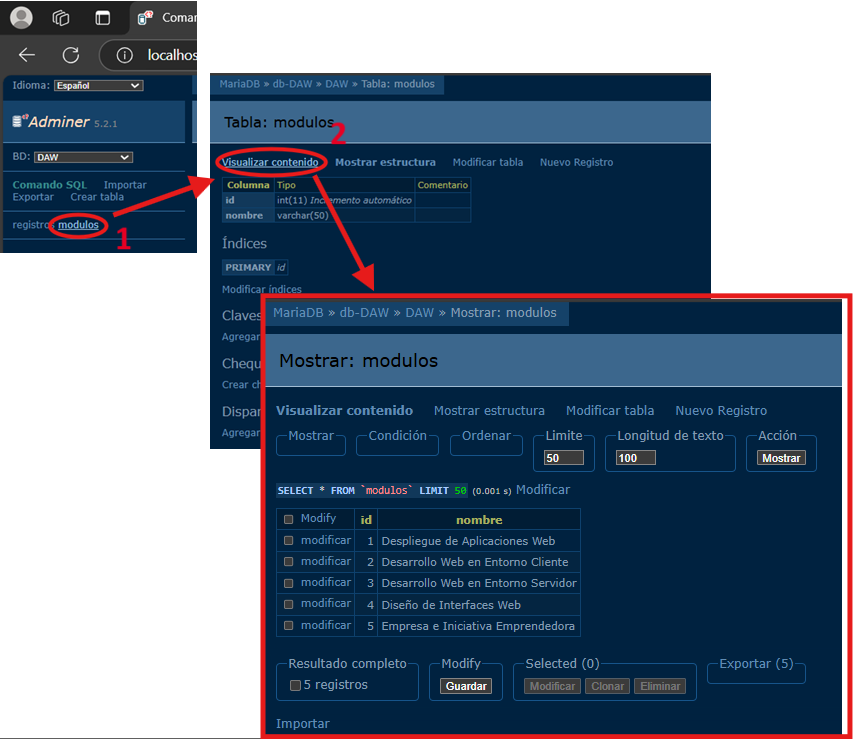 Coman
localhos
Idioma: Español
Adminer 5.2.1
BD: DAW
Comando SQL Importar
Exportar Crear tabla
registros modulos
1
MariaDB » db-DAW » DAW » Tabla: modulos
Tabla: modulos
2
Visualizar contenido Mostrar estructura Modificar tabla Nuevo Registro
Columna Tipo Comentario
id int(11) Incremento automático
nombre varchar(50)
Índices
PRIMARY id
Modificar índices
Claves
Agregar
Chequ
Crear ch
Dispar
Agregar
MariaDB » db-DAW » DAW » Mostrar: modulos
Mostrar: modulos
Visualizar contenido Mostrar estructura Modificar tabla Nuevo Registro
Mostrar Condición Ordenar Limite Longitud de texto Acción
50 100 Mostrar
SELECT * FROM `modulos` LIMIT 50 (0.001 s) Modificar
Modify id nombre
modificar 1 Despliegue de Aplicaciones Web
modificar 2 Desarrollo Web en Entorno Cliente
modificar 3 Desarrollo Web en Entorno Servidor
modificar 4 Diseño de Interfaces Web
modificar 5 Empresa e Iniciativa Emprendedora
Resultado completo Modify Selected (0) Exportar (5)
5 registros Guardar Modificar Clonar Eliminar
Importar